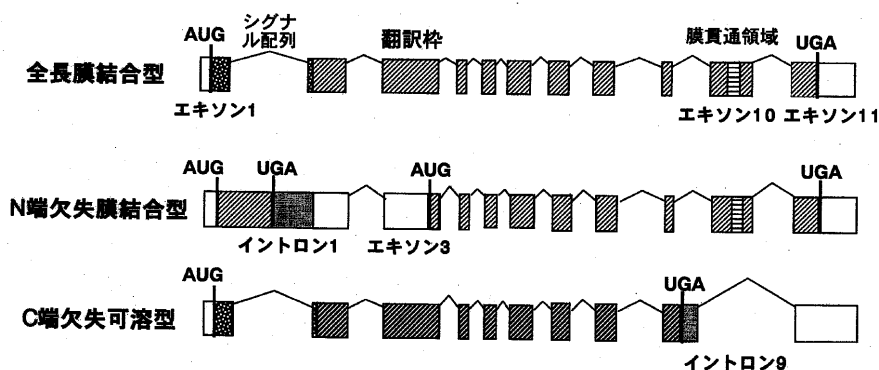 シグナ
ル配列
AUG
翻訳枠
膜貫通領域
UGA
全長膜結合型
エキソン1
エキソン10
エキソン11
AUG
UGA
AUG
UGA
N端欠失膜結合型
イントロン1
エキソン3
AUG
UGA
C端欠失可溶型
イントロン9